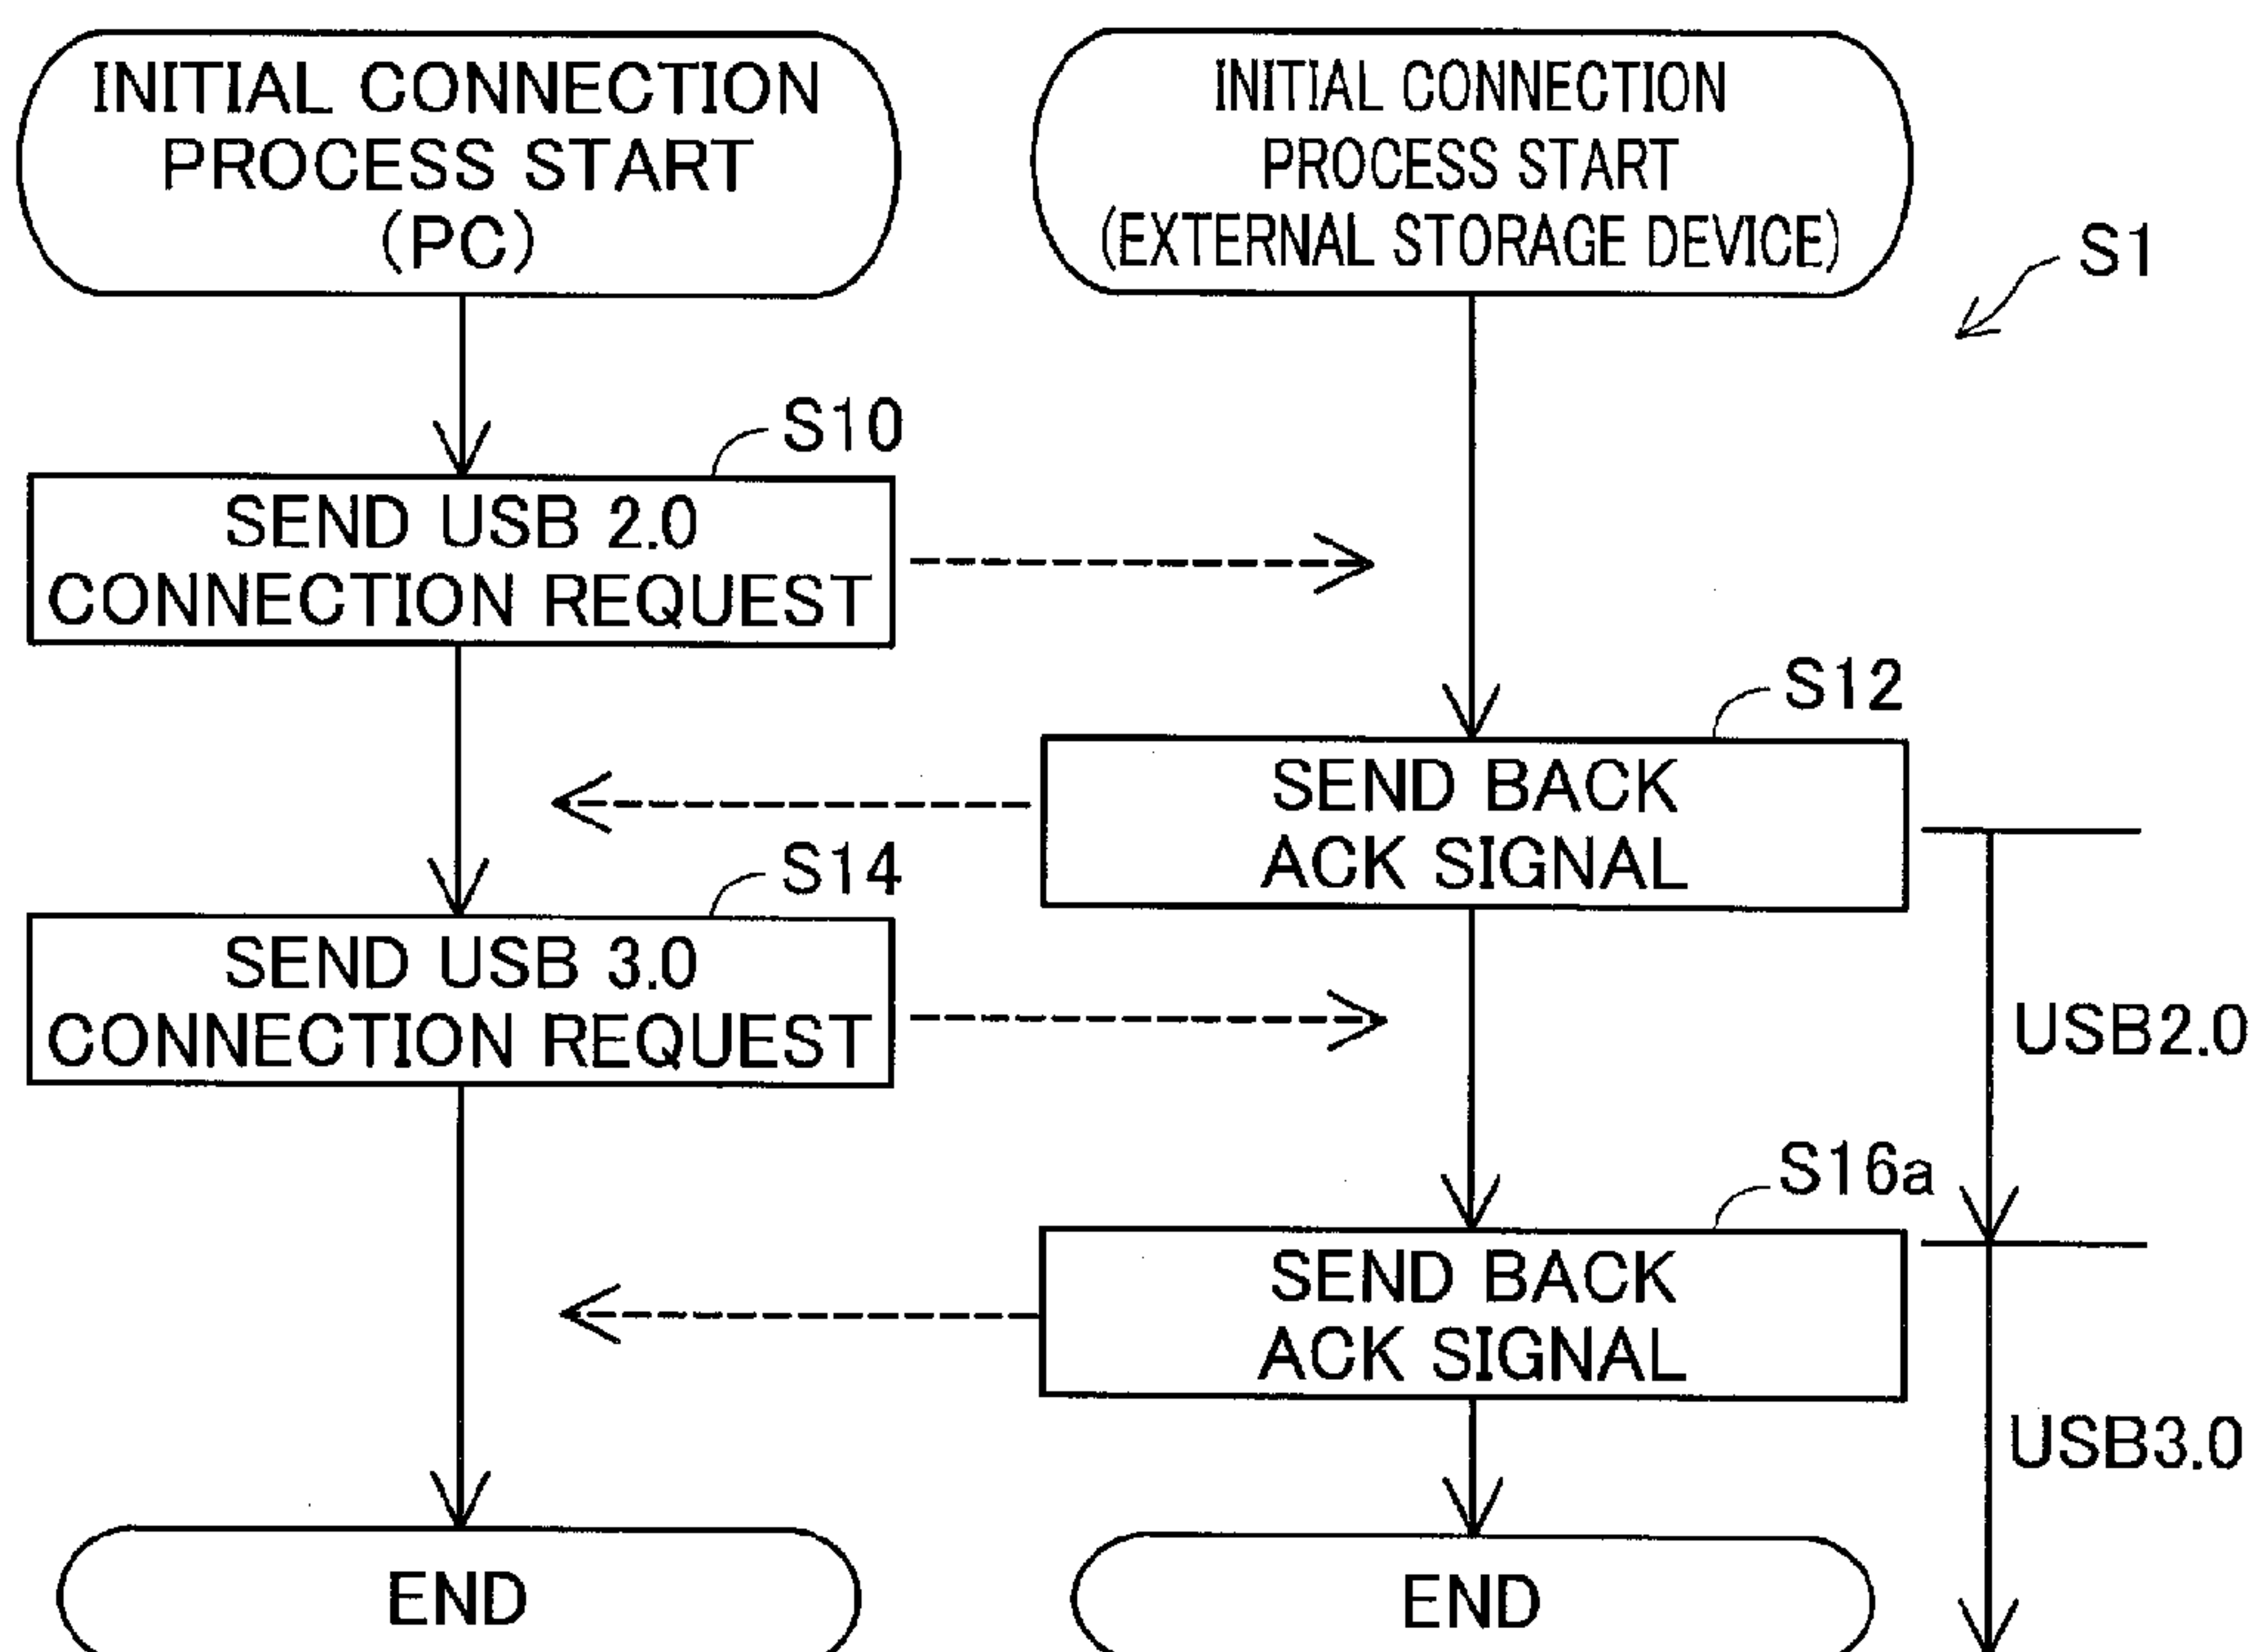 INITIAL CONNECTION
PROCESS START
(PC)
INITIAL CONNECTION
PROCESS START
(EXTERNAL STORAGE DEVICE)
S1
S10
SEND USB 2.0
CONNECTION REQUEST
S12
SEND BACK
ACK SIGNAL
S14
SEND USB 3.0
CONNECTION REQUEST
USB2.0
S16a
SEND BACK
ACK SIGNAL
USB3.0
END
END